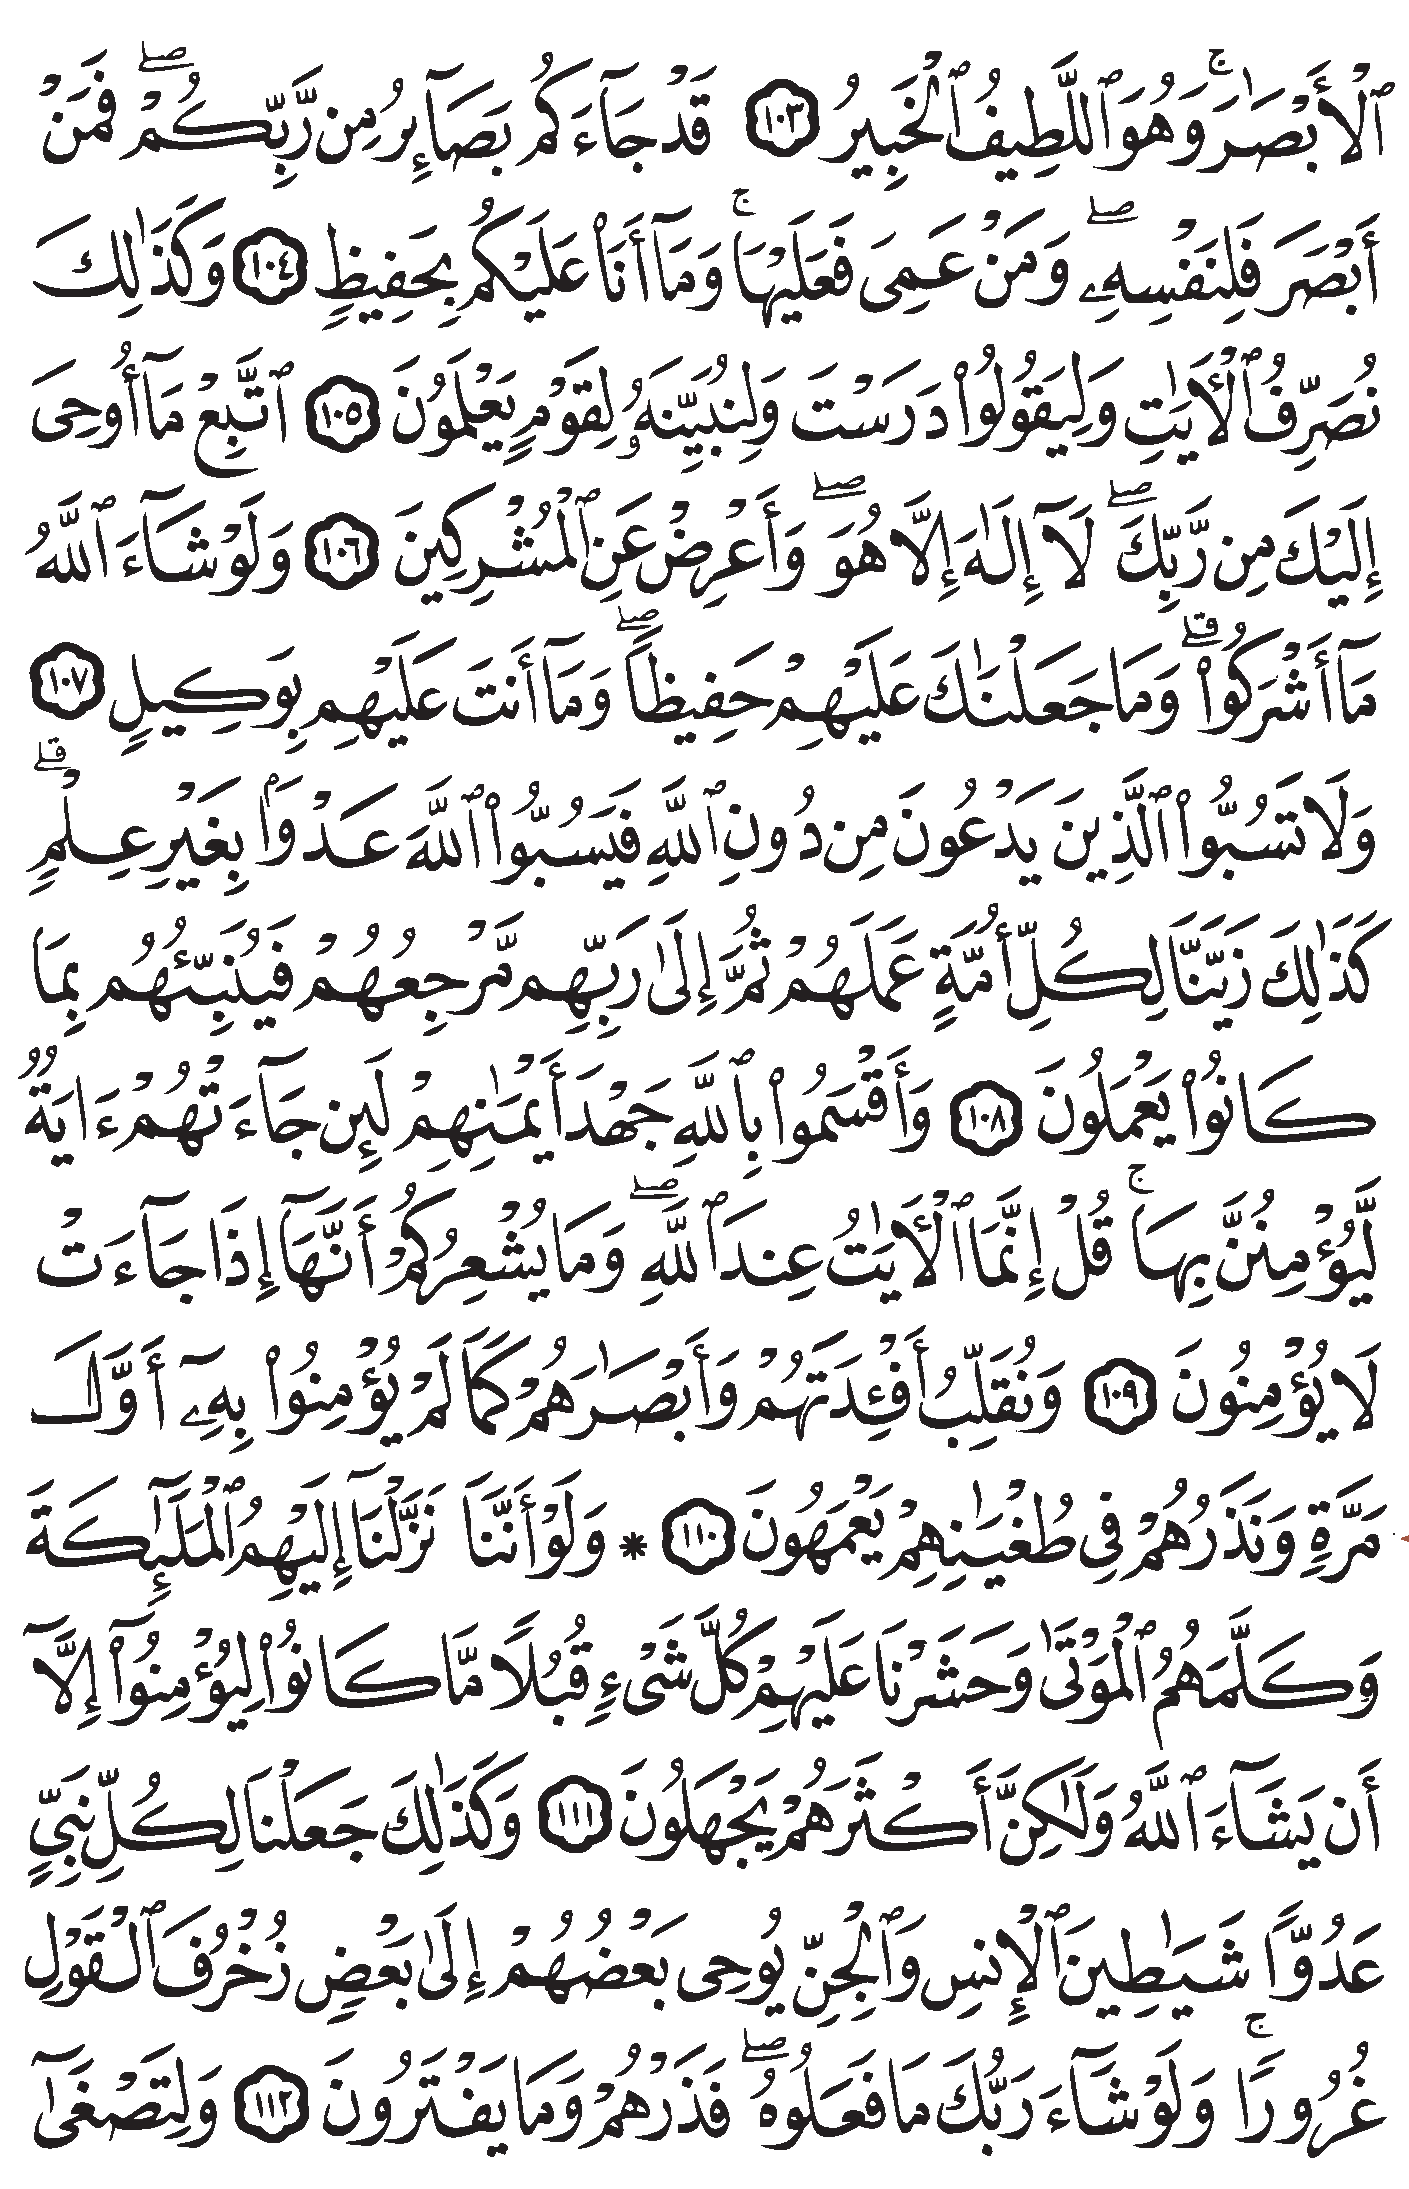 ٱلْأَبْصَٰرَۚ وَهُوَ ٱللَّطِيفُ ٱلْخَبِيرُ ١٠٣ قَدْ جَآءَكُم بَصَآئِرُ مِن رَّبِّكُمْۖ فَمَنْ
أَبْصَرَ فَلِنَفْسِهِۦۖ وَمَنْ عَمِىَ فَعَلَيْهَاۚ وَمَآ أَنَا۠ عَلَيْكُم بِحَفِيظٍ ١٠٤ وَكَذَٰلِكَ
نُصَرِّفُ ٱلْأٓيَٰتِ وَلِيَقُولُوا۟ دَرَسْتَ وَلِنُبَيِّنَهُۥ لِقَوْمٍ يَعْلَمُونَ ١٠٥ ٱتَّبِعْ مَآ أُوحِىَ
إِلَيْكَ مِن رَّبِّكَۖ لَآ إِلَٰهَ إِلَّا هُوَۖ وَأَعْرِضْ عَنِ ٱلْمُشْرِكِينَ ١٠٦ وَلَوْ شَآءَ ٱللَّهُ
مَآ أَشْرَكُوا۟ۗ وَمَا جَعَلْنَٰكَ عَلَيْهِمْ حَفِيظًاۖ وَمَآ أَنتَ عَلَيْهِم بِوَكِيلٍ ١٠٧
وَلَا تَسُبُّوا۟ ٱلَّذِينَ يَدْعُونَ مِن دُونِ ٱللَّهِ فَيَسُبُّوا۟ ٱللَّهَ عَدْوًۢا بِغَيْرِ عِلْمٍۗ
كَذَٰلِكَ زَيَّنَّا لِكُلِّ أُمَّةٍ عَمَلَهُمْ ثُمَّ إِلَىٰ رَبِّهِم مَّرْجِعُهُمْ فَيُنَبِّئُهُم بِمَا
كَانُوا۟ يَعْمَلُونَ ١٠٨ وَأَقْسَمُوا۟ بِٱللَّهِ جَهْدَ أَيْمَٰنِهِمْ لَئِن جَآءَتْهُمْ ءَايَةٌ
لَّيُؤْمِنُنَّ بِهَاۚ قُلْ إِنَّمَا ٱلْأٓيَٰتُ عِندَ ٱللَّهِۖ وَمَا يُشْعِرُكُمْ أَنَّهَآ إِذَا جَآءَتْ
لَا يُؤْمِنُونَ ١٠٩ وَنُقَلِّبُ أَفْـِٔدَتَهُمْ وَأَبْصَٰرَهُمْ كَمَا لَمْ يُؤْمِنُوا۟ بِهِۦٓ أَوَّلَ
مَرَّةٍ وَنَذَرُهُمْ فِى طُغْيَٰنِهِمْ يَعْمَهُونَ ١١٠ * وَلَوْ أَنَّنَا نَزَّلْنَآ إِلَيْهِمُ ٱلْمَلَٰٓئِكَةَ
وَكَلَّمَهُمُ ٱلْمَوْتَىٰ وَحَشَرْنَا عَلَيْهِمْ كُلَّ شَىْءٍ قُبُلًا مَّا كَانُوا۟ لِيُؤْمِنُوٓا۟ إِلَّآ
أَن يَشَآءَ ٱللَّهُ وَلَٰكِنَّ أَكْثَرَهُمْ يَجْهَلُونَ ١١١ وَكَذَٰلِكَ جَعَلْنَا لِكُلِّ نَبِىٍّ
عَدُوًّا شَيَٰطِينَ ٱلْإِنسِ وَٱلْجِنِّ يُوحِى بَعْضُهُمْ إِلَىٰ بَعْضٍ زُخْرُفَ ٱلْقَوْلِ
غُرُورًاۚ وَلَوْ شَآءَ رَبُّكَ مَا فَعَلُوهُۖ فَذَرْهُمْ وَمَا يَفْتَرُونَ ١١٢ وَلِتَصْغَىٰٓ